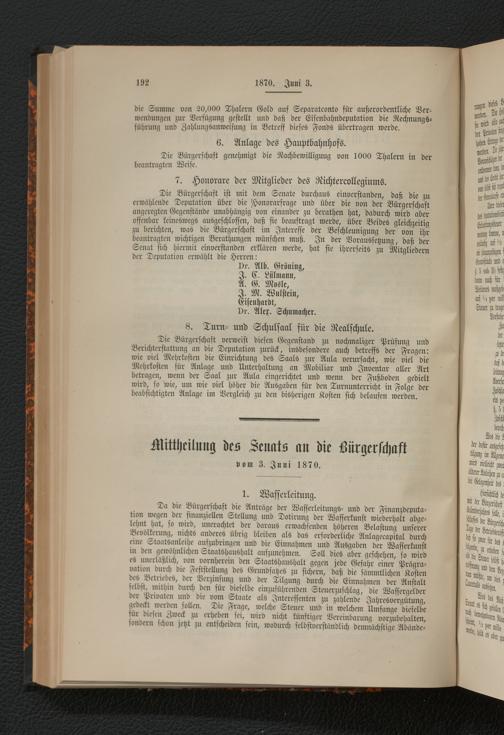 192
1870. Juni 3.
die Summe von 20,000 Thalern Gold auf Separatconto für außerordentliche Ver-
wendungen zur Verfügung gestellt und daß der Eisenbahndeputation die Rechnungs-
führung und Zahlungsanweisung in Betreff dieses Fonds übertragen werde.
6. Anlage des Hauptbahnhofs.
Die Bürgerschaft genehmigt die Nachbewilligung von 1000 Thalern in der
beantragten Weise.
7. Honorare der Mitglieder des Richtercollegiums.
Die Bürgerschaft ist mit dem Senate durchaus einverstanden, daß die zu
erwählende Deputation über die Honorarfrage und über die von der Bürgerschaft
angeregten Gegenstände unabhängig von einander zu berathen hat, dadurch wird aber
offenbar keineswegs ausgeschlossen, daß sie beauftragt werde, über Beides gleichzeitig
zu berichten, was die Bürgerschaft im Interesse der Beschleunigung der von ihr
beantragten wichtigen Berathungen wünschen muß. In der Voraussetzung, daß der
Senat sich hiermit einverstanden erklären werde, hat sie ihrerseits zu Mitgliedern
der Deputation erwählt die Herren:
Dr. Alb. Gröning,
J. C. Lülmann,
A. G. Mosle,
J. M. Wulstein,
Eisenhardt,
Dr. Alex. Schumacher.
8. Turn- und Schulsaal für die Realschule.
Die Bürgerschaft verweist diesen Gegenstand zu nochmaliger Prüfung und
Berichterstattung an die Deputation zurück, insbesondere auch betreffs der Fragen:
wie viel Mehrkosten die Einrichtung des Saals zur Aula verursacht, wie viel die
Mehrkosten für Anlage und Unterhaltung an Mobiliar und Inventar aller Art
betragen, wenn der Saal zur Aula eingerichtet und wenn der Fußboden gedielt
wird, so wie, um wie viel höher die Ausgaben für den Turnunterricht in Folge der
beabsichtigten Anlage im Vergleich zu den bisherigen Kosten sich belaufen werden.
Mittheilung des Senats an die Bürgerschaft
vom 3. Juni 1870.
1. Wasserleitung.
Da die Bürgerschaft die Anträge der Wasserleitungs- und der Finanzdeputa-
tion wegen der finanziellen Stellung und Dotirung der Wasserkunst wiederholt abge-
lehnt hat, so wird, unerachtet der daraus erwachsenden höheren Belastung unserer
Bevölkerung, nichts anderes übrig bleiben als das erforderliche Anlagecapital durch
eine Staatsanleihe aufzubringen und die Einnahmen und Ausgaben der Wasserkunst
in den gewöhnlichen Staatshaushalt aufzunehmen. Soll dies aber geschehen, so wird
es unerläßlich, von vornherein den Staatshaushalt gegen jede Gefahr einer Prägra-
vation durch die Feststellung des Grundsatzes zu sichern, daß die sämmtlichen Kosten
des Betriebes, der Verzinsung und der Tilgung durch die Einnahmen der Anstalt
selbst, mithin durch den für dieselbe einzuführenden Steuerzuschlag, die Wassergelder
der Privaten und die vom Staate als Interessenten zu zahlende Jahresvergütung,
gedeckt werden sollen. Die Frage, welche Steuer und in welchem Umfange dieselbe
für diesen Zweck zu erheben sei, wird nicht künftiger Vereinbarung vorzubehalten,
sondern schon jetzt zu entscheiden sein, wodurch selbstverständlich demnächstige Abände-